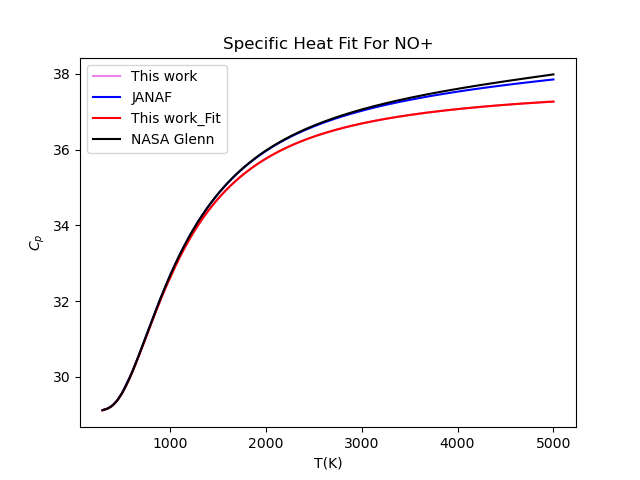 Specific Heat Fit For NO+
This work
JANAF
This work_Fit
NASA Glenn
38
36
34
32
30
C_p
1000
2000
3000
4000
5000
T(K)